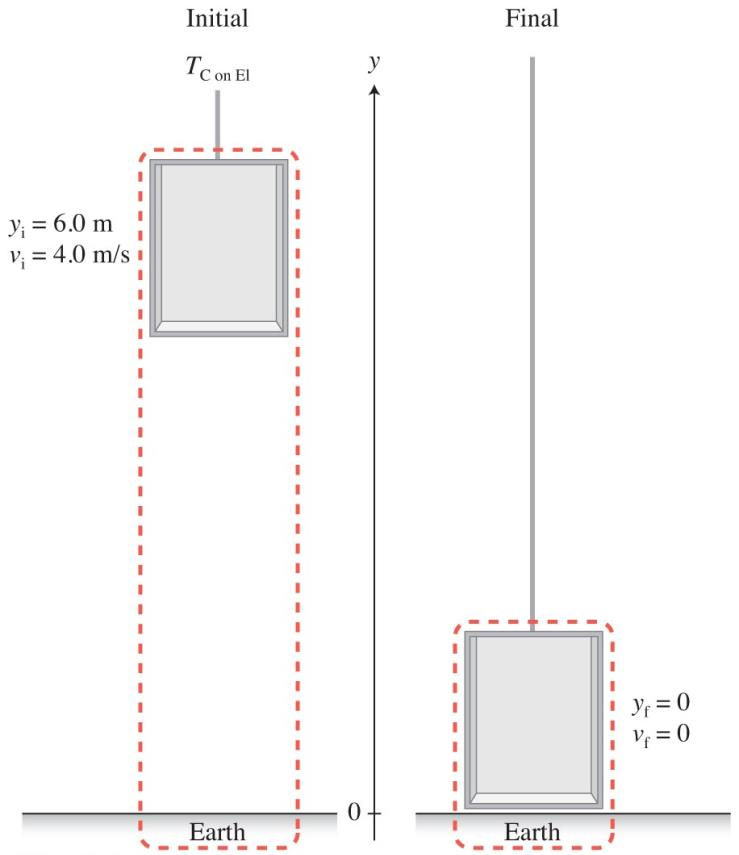 Initial
Final
T_C on El
y
y_i = 6.0 m
v_i = 4.0 m/s
y_f = 0
v_f = 0
0
Earth
Earth